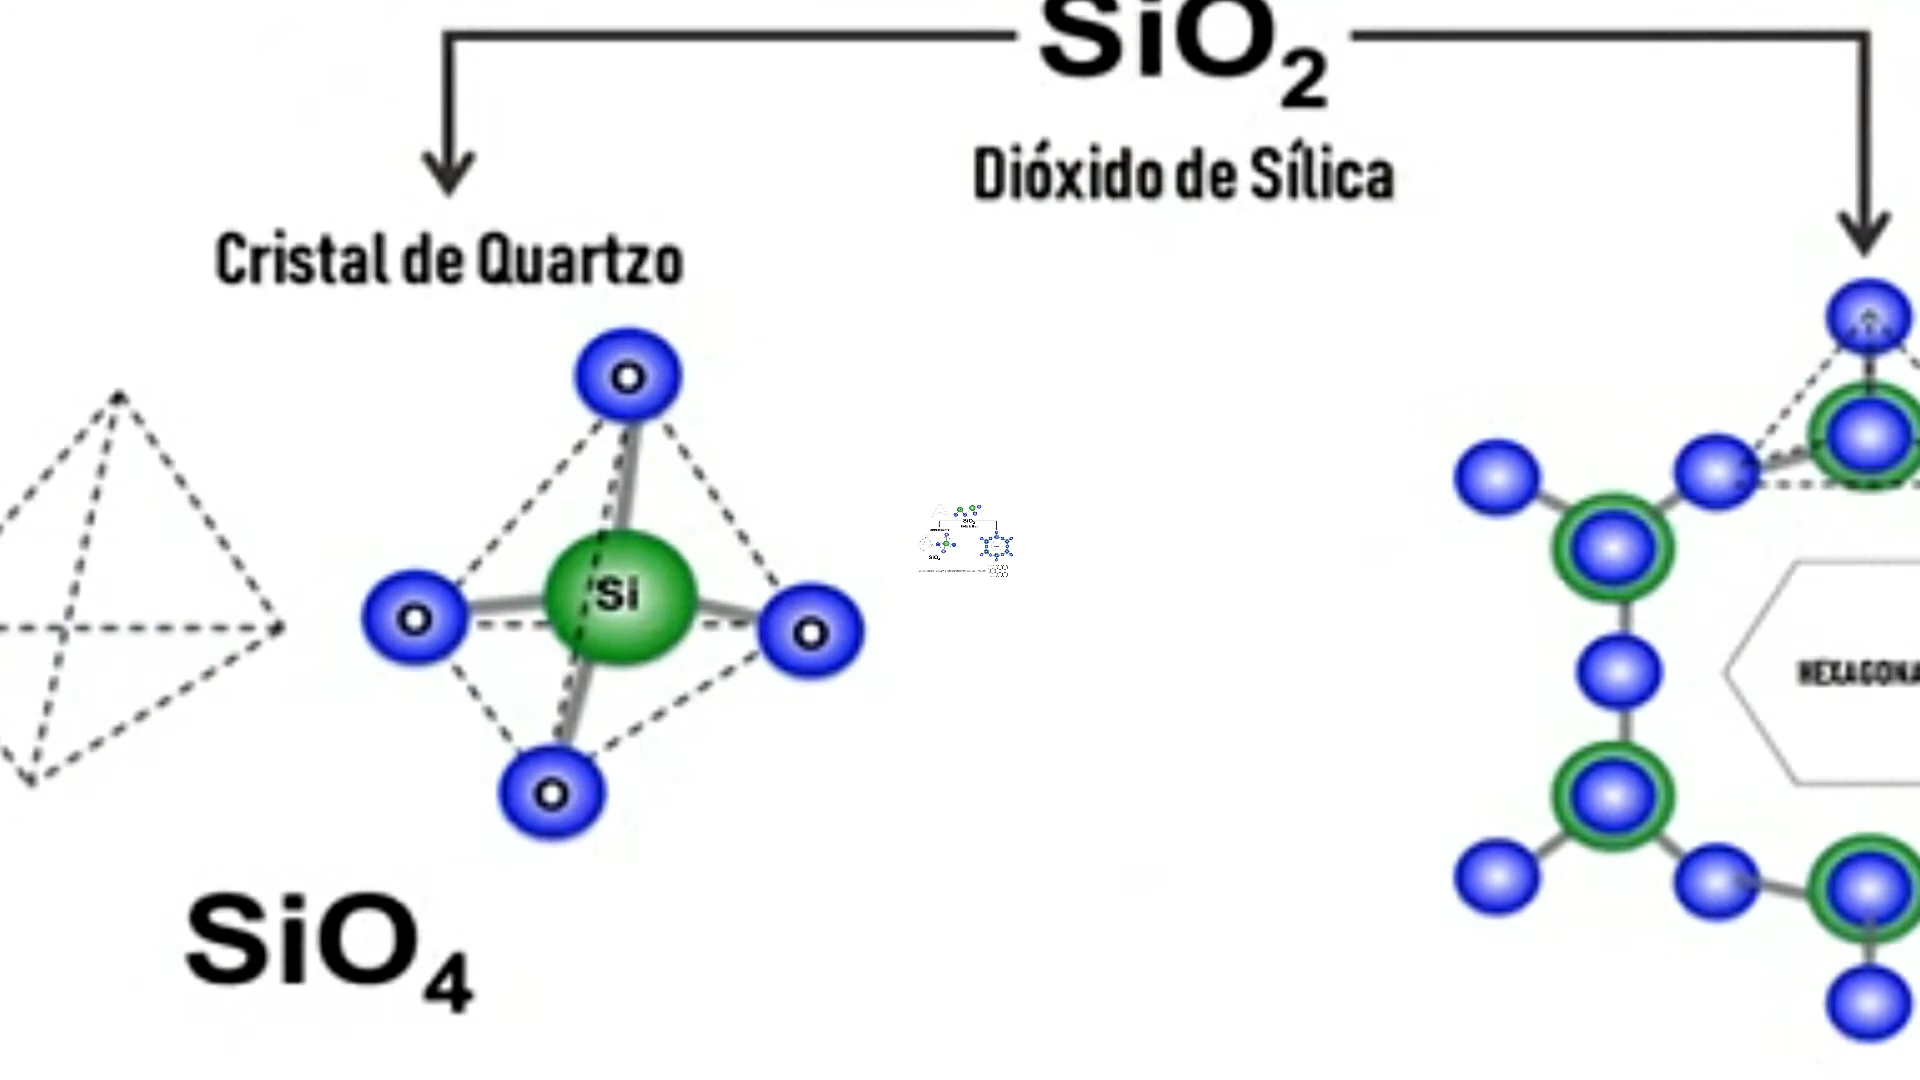 SiO₂
Dióxido de Sílica
Cristal de Quartzo
O
O
Si
O
O
HEXAGONA
SiO₄